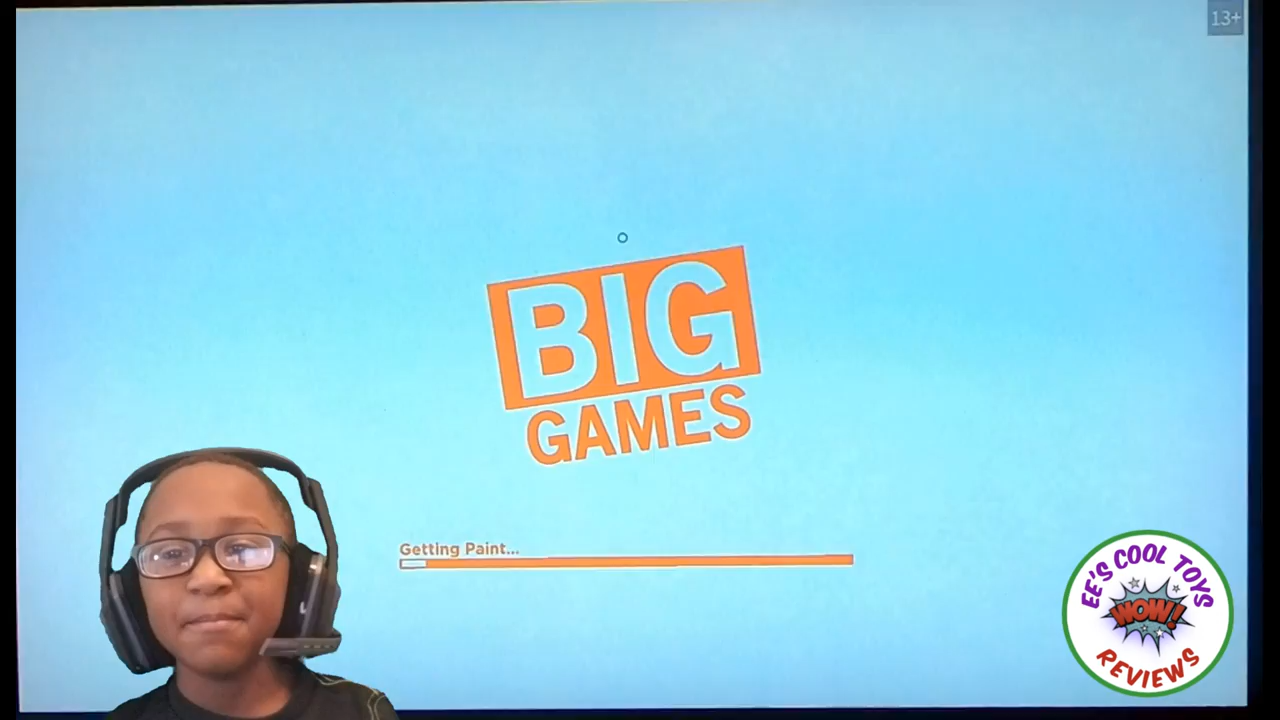 13+
BIG
GAMES
Getting Paint...
EE'S COOL TOYS
WOW!
REVIEWS